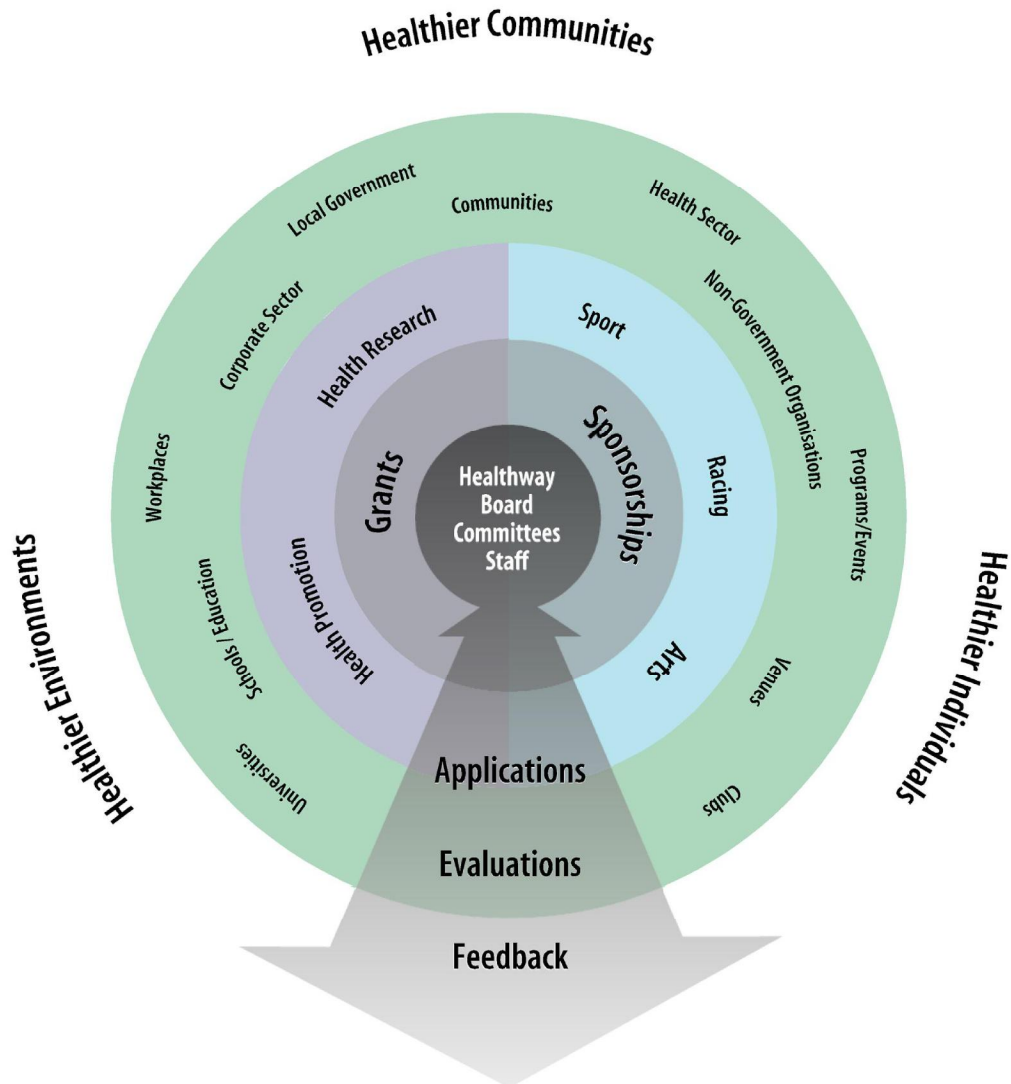 Healthier Communities
Local Government
Communities
Health Sector
Corporate Sector
Non-Government Organisations
Health Research
Sport
Workplaces
Programs/Events
Grants
Sponsorships
Racing
Healthway
Board
Committees
Staff
Healthier Environments
Healthier Individuals
Schools / Education
Health Promotion
Arts
Venues
Universities
Clubs
Applications
Evaluations
Feedback